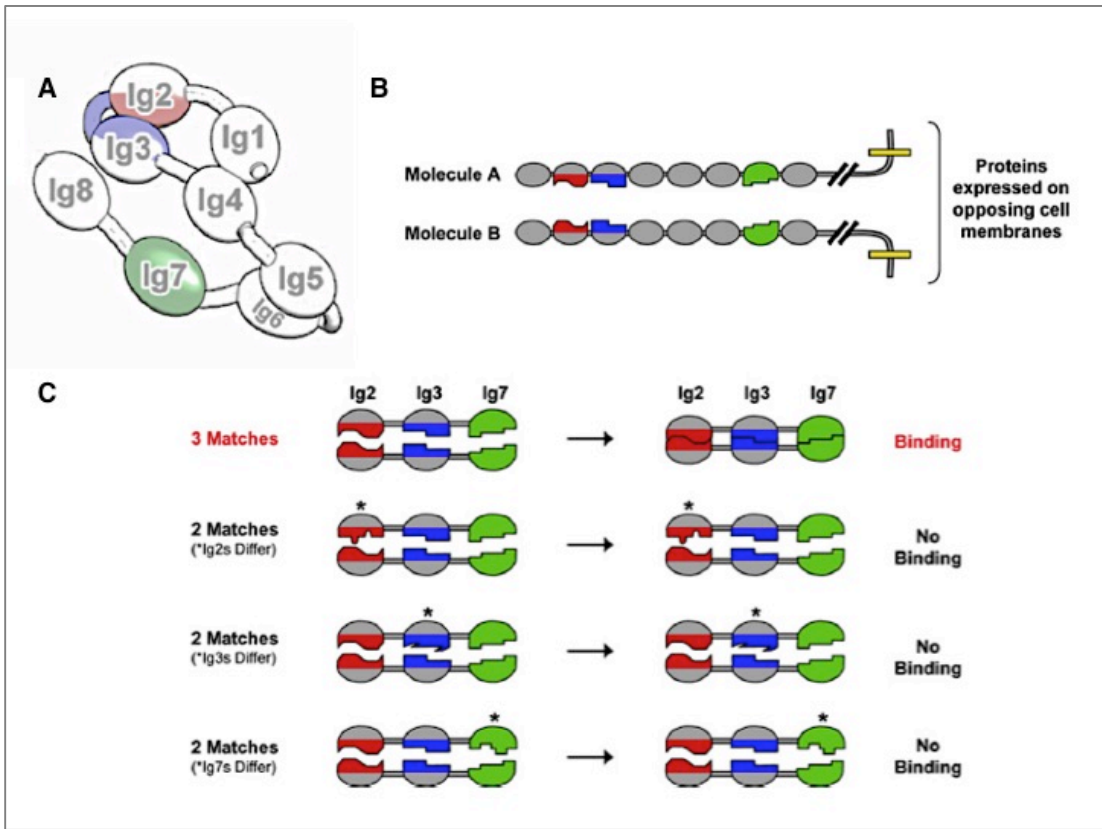 A
Ig2
Ig3
Ig1
Ig8
Ig4
Ig7
Ig5
Ig6
B
Molecule A
Molecule B
Proteins
expressed on
opposing cell
membranes
C
Ig2 Ig3 Ig7
Ig2 Ig3 Ig7
3 Matches
Binding
*
*
2 Matches
(*Ig2s Differ)
No
Binding
*
*
2 Matches
(*Ig3s Differ)
No
Binding
*
*
2 Matches
(*Ig7s Differ)
No
Binding